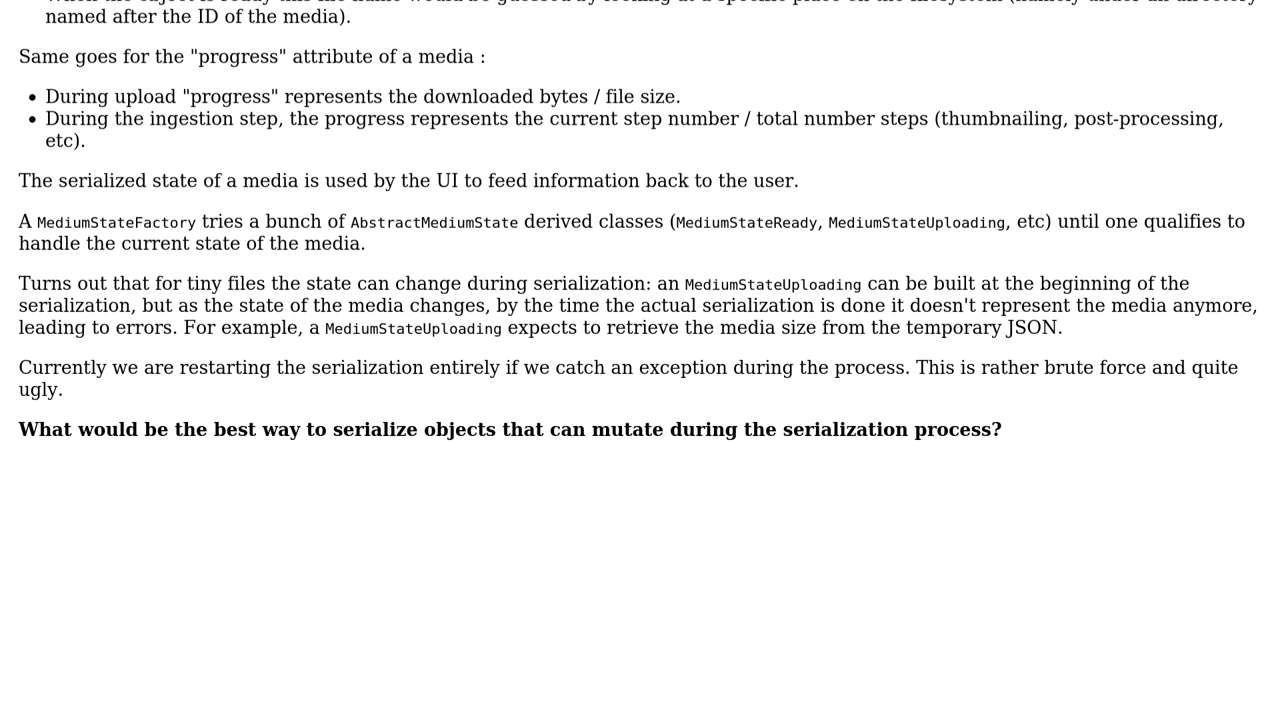 named after the ID of the media).
Same goes for the "progress" attribute of a media :
• During upload "progress" represents the downloaded bytes / file size.
• During the ingestion step, the progress represents the current step number / total number steps (thumbnailing, post-processing,
etc).
The serialized state of a media is used by the UI to feed information back to the user.
A MediumStateFactory tries a bunch of AbstractMediumState derived classes (MediumStateReady, MediumStateUploading, etc) until one qualifies to
handle the current state of the media.
Turns out that for tiny files the state can change during serialization: an MediumStateUploading can be built at the beginning of the
serialization, but as the state of the media changes, by the time the actual serialization is done it doesn't represent the media anymore,
leading to errors. For example, a MediumStateUploading expects to retrieve the media size from the temporary JSON.
Currently we are restarting the serialization entirely if we catch an exception during the process. This is rather brute force and quite
ugly.
What would be the best way to serialize objects that can mutate during the serialization process?